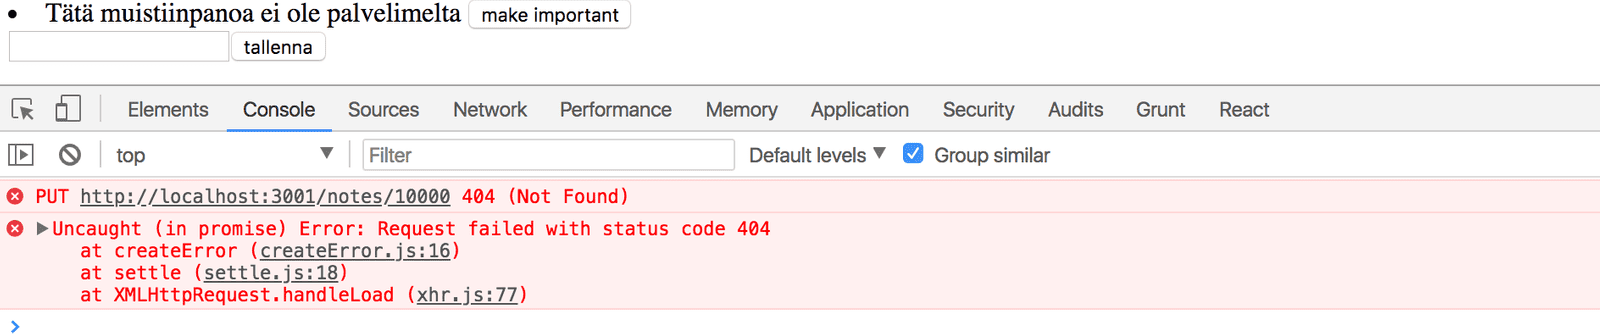 • Tätä muistiinpanoa ei ole palvelimelta make important
tallenna
Elements Console Sources Network Performance Memory Application Security Audits Grunt React
top Filter Default levels Group similar
PUT http://localhost:3001/notes/10000 404 (Not Found)
Uncaught (in promise) Error: Request failed with status code 404
at createError (createError.js:16)
at settle (settle.js:18)
at XMLHttpRequest.handleLoad (xhr.js:77)